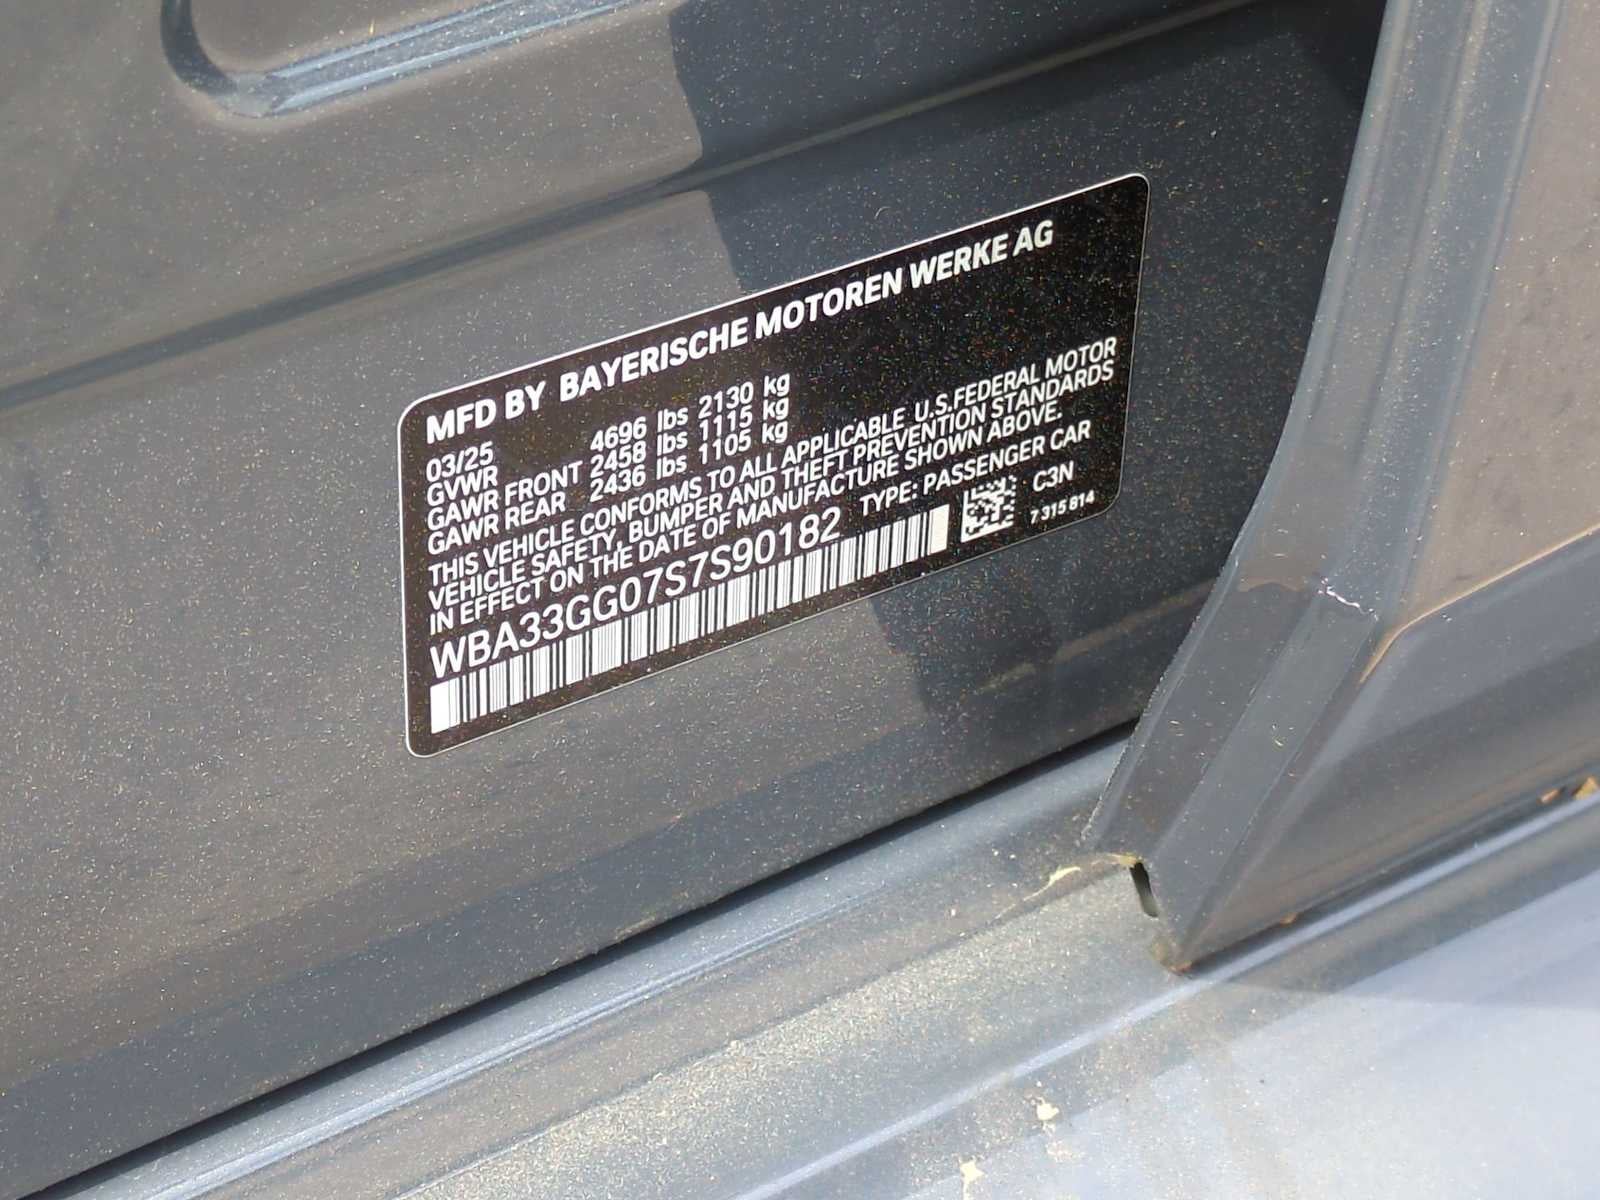 MFD BY BAYERISCHE MOTOREN WERKE AG
03/25
GVWR 4696 lbs 2130 kg
GAWR FRONT 2458 lbs 1115 kg
GAWR REAR 2436 lbs 1105 kg
THIS VEHICLE CONFORMS TO ALL APPLICABLE U.S.FEDERAL MOTOR
VEHICLE SAFETY, BUMPER AND THEFT PREVENTION STANDARDS
IN EFFECT ON THE DATE OF MANUFACTURE SHOWN ABOVE.
WBA33GG07S7S90182 TYPE: PASSENGER CAR
C3N
7 315 814